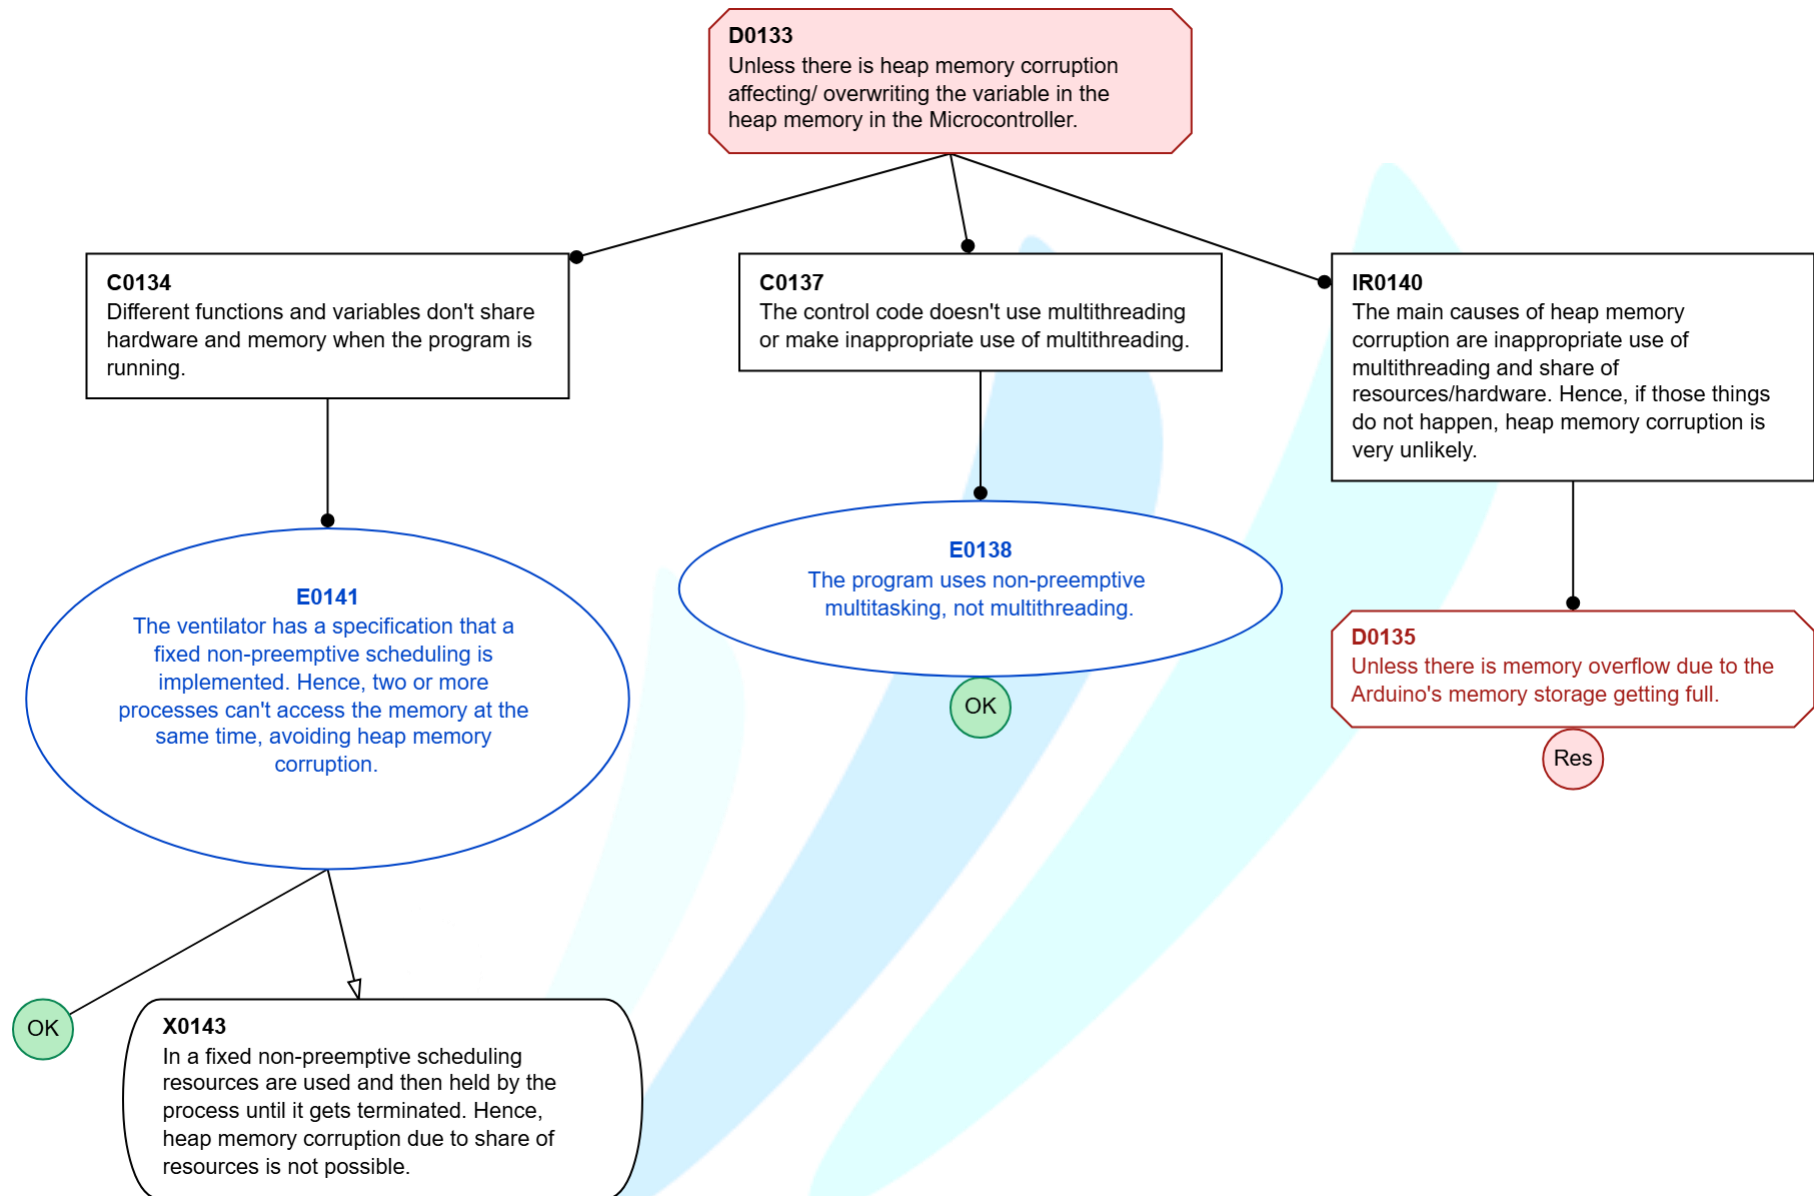 D0133
Unless there is heap memory corruption
affecting/ overwriting the variable in the
heap memory in the Microcontroller.
C0134
Different functions and variables don't share
hardware and memory when the program is
running.
C0137
The control code doesn't use multithreading
or make inappropriate use of multithreading.
IR0140
The main causes of heap memory
corruption are inappropriate use of
multithreading and share of
resources/hardware. Hence, if those things
do not happen, heap memory corruption is
very unlikely.
E0141
The ventilator has a specification that a
fixed non-preemptive scheduling is
implemented. Hence, two or more
processes can't access the memory at the
same time, avoiding heap memory
corruption.
E0138
The program uses non-preemptive
multitasking, not multithreading.
OK
D0135
Unless there is memory overflow due to the
Arduino's memory storage getting full.
Res
OK
X0143
In a fixed non-preemptive scheduling
resources are used and then held by the
process until it gets terminated. Hence,
heap memory corruption due to share of
resources is not possible.